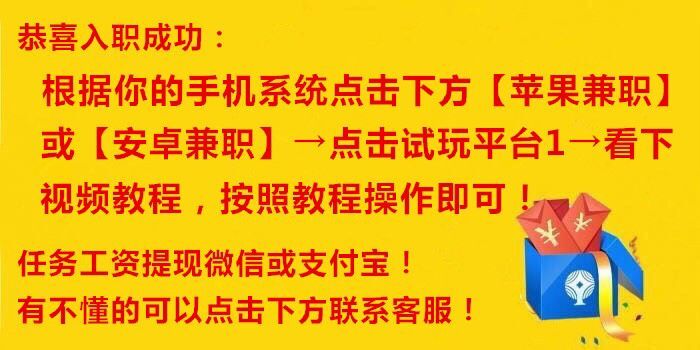 恭喜入职成功：
根据你的手机系统点击下方【苹果兼职】
或【安卓兼职】→点击试玩平台1→看下
视频教程，按照教程操作即可！
任务工资提现微信或支付宝！
有不懂的可以点击下方联系客服！